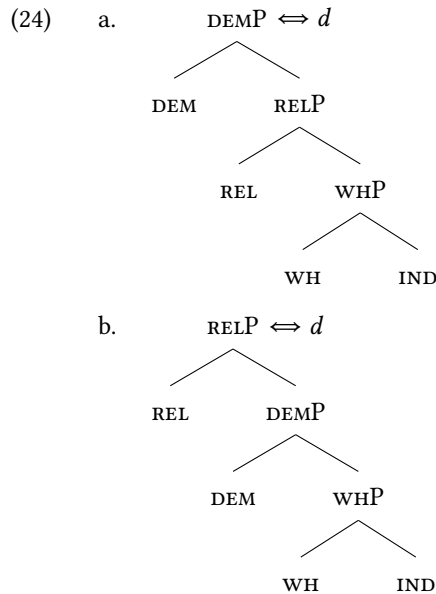 (24) a. DEMP ⇔ d
DEM RELP
REL WHP
WH IND
b. RELP ⇔ d
REL DEMP
DEM WHP
WH IND